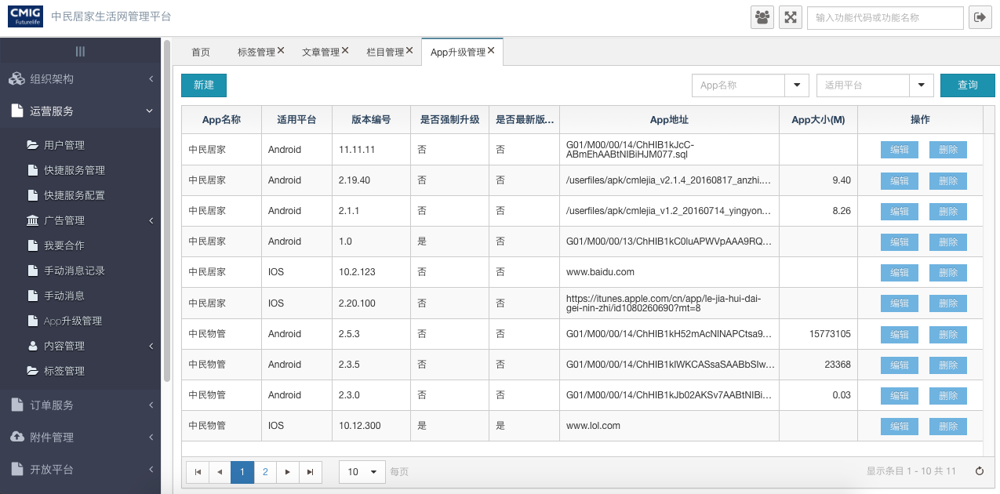 CMIG
Futurelife
中民居家生活网管理平台
输入功能代码或功能名称
组织架构
运营服务
用户管理
快捷服务管理
快捷服务配置
广告管理
我要合作
手动消息记录
手动消息
App升级管理
内容管理
标签管理
订单服务
附件管理
开放平台
首页 标签管理 文章管理 栏目管理 App升级管理
新建 App名称 适用平台 查询
App名称 适用平台 版本编号 是否强制升级 是否最新版... App地址 App大小(M) 操作
中民居家 Android 11.11.11 否 否 G01/M00/00/14/ChHIB1kJcC-
ABmEhAABtNIBiHJM077.sql 编辑 删除
中民居家 Android 2.19.40 否 否 /userfiles/apk/cmlejia_v2.1.4_20160817_anzhi.... 9.40 编辑 删除
中民居家 Android 2.1.1 否 否 /userfiles/apk/cmlejia_v1.2_20160714_yingyon... 8.26 编辑 删除
中民居家 Android 1.0 是 否 G01/M00/00/13/ChHIB1kC0luAPWVpAAA9RQ... 编辑 删除
中民居家 IOS 10.2.123 否 否 www.baidu.com 编辑 删除
中民居家 IOS 2.20.100 否 否 https://itunes.apple.com/cn/app/le-jia-hui-dai-
gei-nin-zhi/id1080260690?mt=8 编辑 删除
中民物管 Android 2.5.3 否 否 G01/M00/00/14/ChHIB1kH52mAcNlNAPCtsa9... 15773105 编辑 删除
中民物管 Android 2.3.5 否 否 G01/M00/00/14/ChHIB1kIWKCASsaSAABbSIw... 23368 编辑 删除
中民物管 Android 2.3.0 否 否 G01/M00/00/14/ChHIB1kJb02AKSv7AABtNIBi... 0.03 编辑 删除
中民物管 IOS 10.12.300 是 是 www.lol.com 编辑 删除
1 2 10 每页 显示条目 1 - 10 共 11